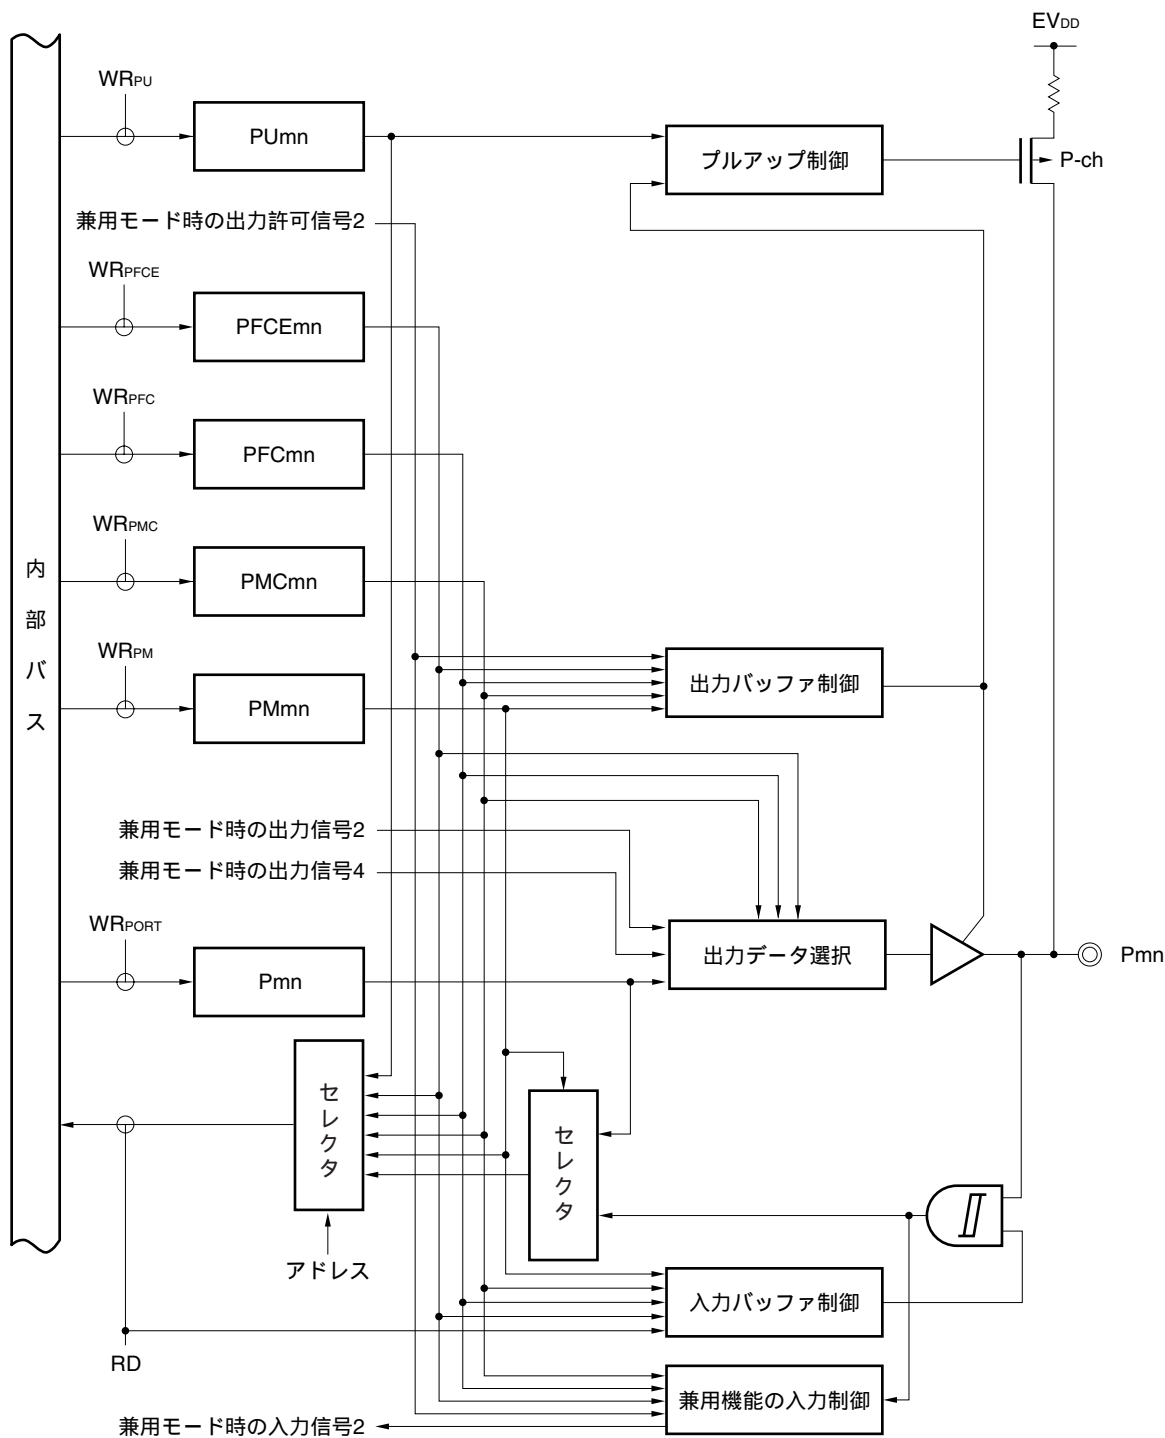 EVDD
WRPU
PUmn
プルアップ制御
P-ch
兼用モード時の出力許可信号2
WRPFCE
PFCEmn
WRPFC
PFCmn
WRPMC
PMCmn
内部バス
WRPM
PMmn
出力バッファ制御
兼用モード時の出力信号2
兼用モード時の出力信号4
WRPORT
Pmn
出力データ選択
Pmn
セレクタ
セレクタ
アドレス
入力バッファ制御
RD
兼用機能の入力制御
兼用モード時の入力信号2